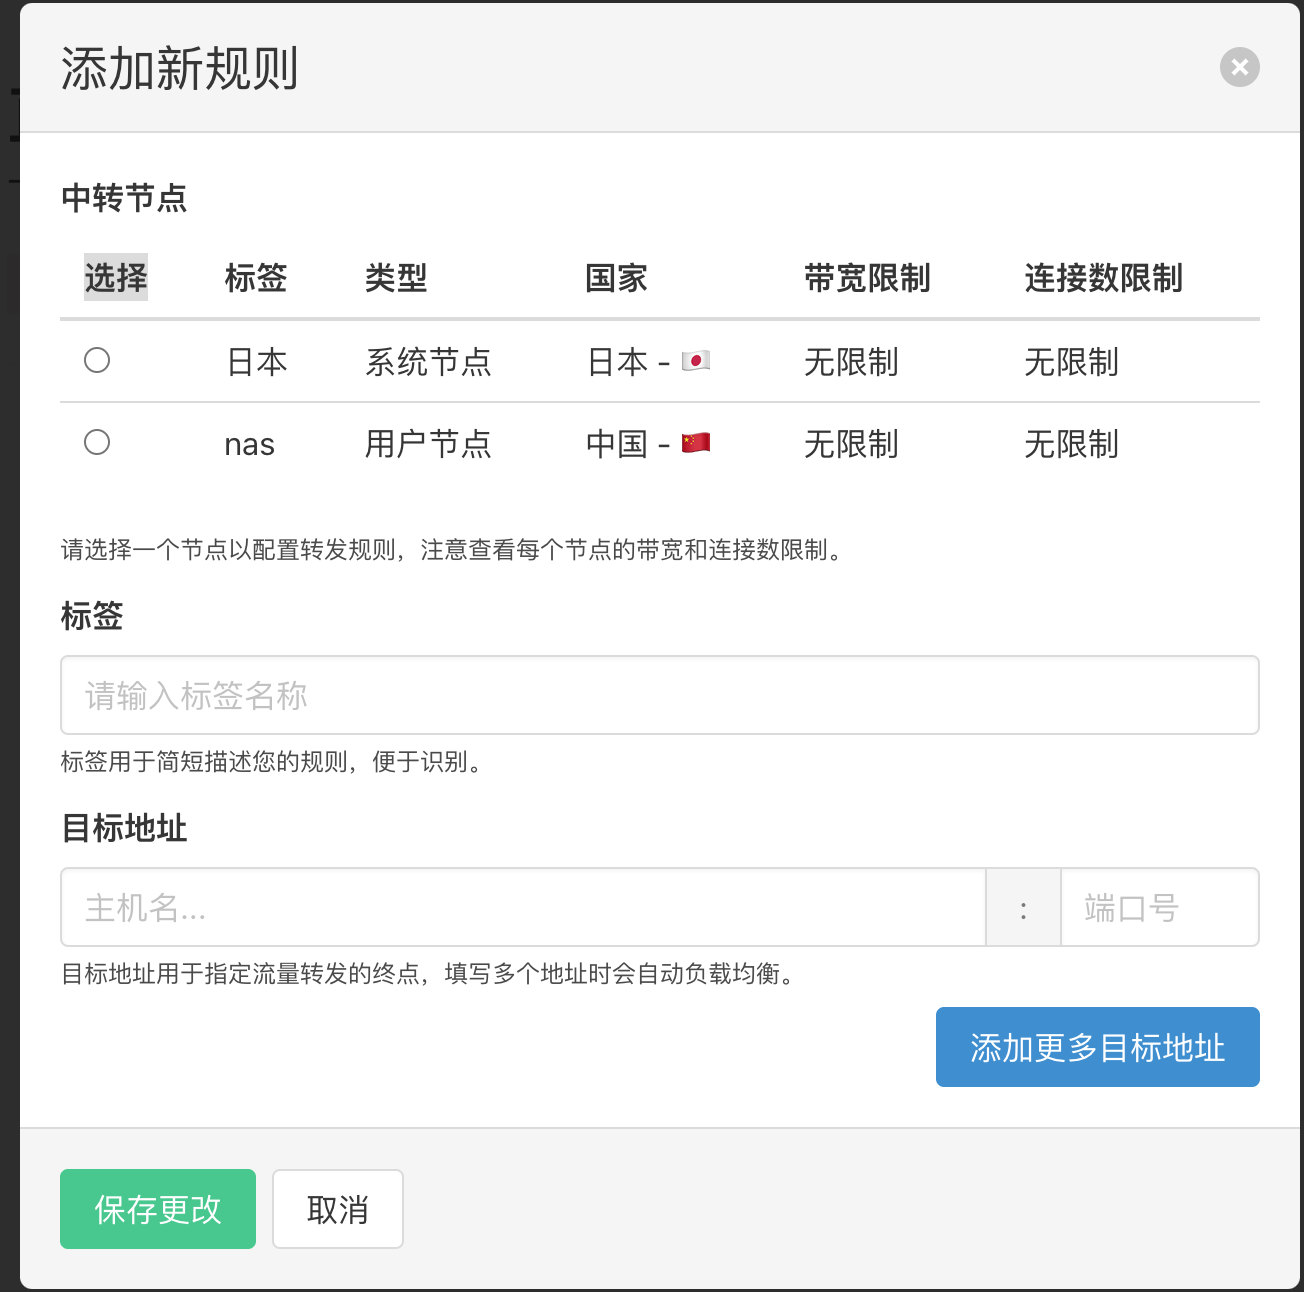 添加新规则
中转节点
选择 标签 类型 国家 带宽限制 连接数限制
日本 系统节点 日本 - 🇯🇵 无限制 无限制
nas 用户节点 中国 - 🇨🇳 无限制 无限制
请选择一个节点以配置转发规则，注意查看每个节点的带宽和连接数限制。
标签
请输入标签名称
标签用于简短描述您的规则，便于识别。
目标地址
主机名... : 端口号
目标地址用于指定流量转发的终点，填写多个地址时会自动负载均衡。
添加更多目标地址
保存更改 取消